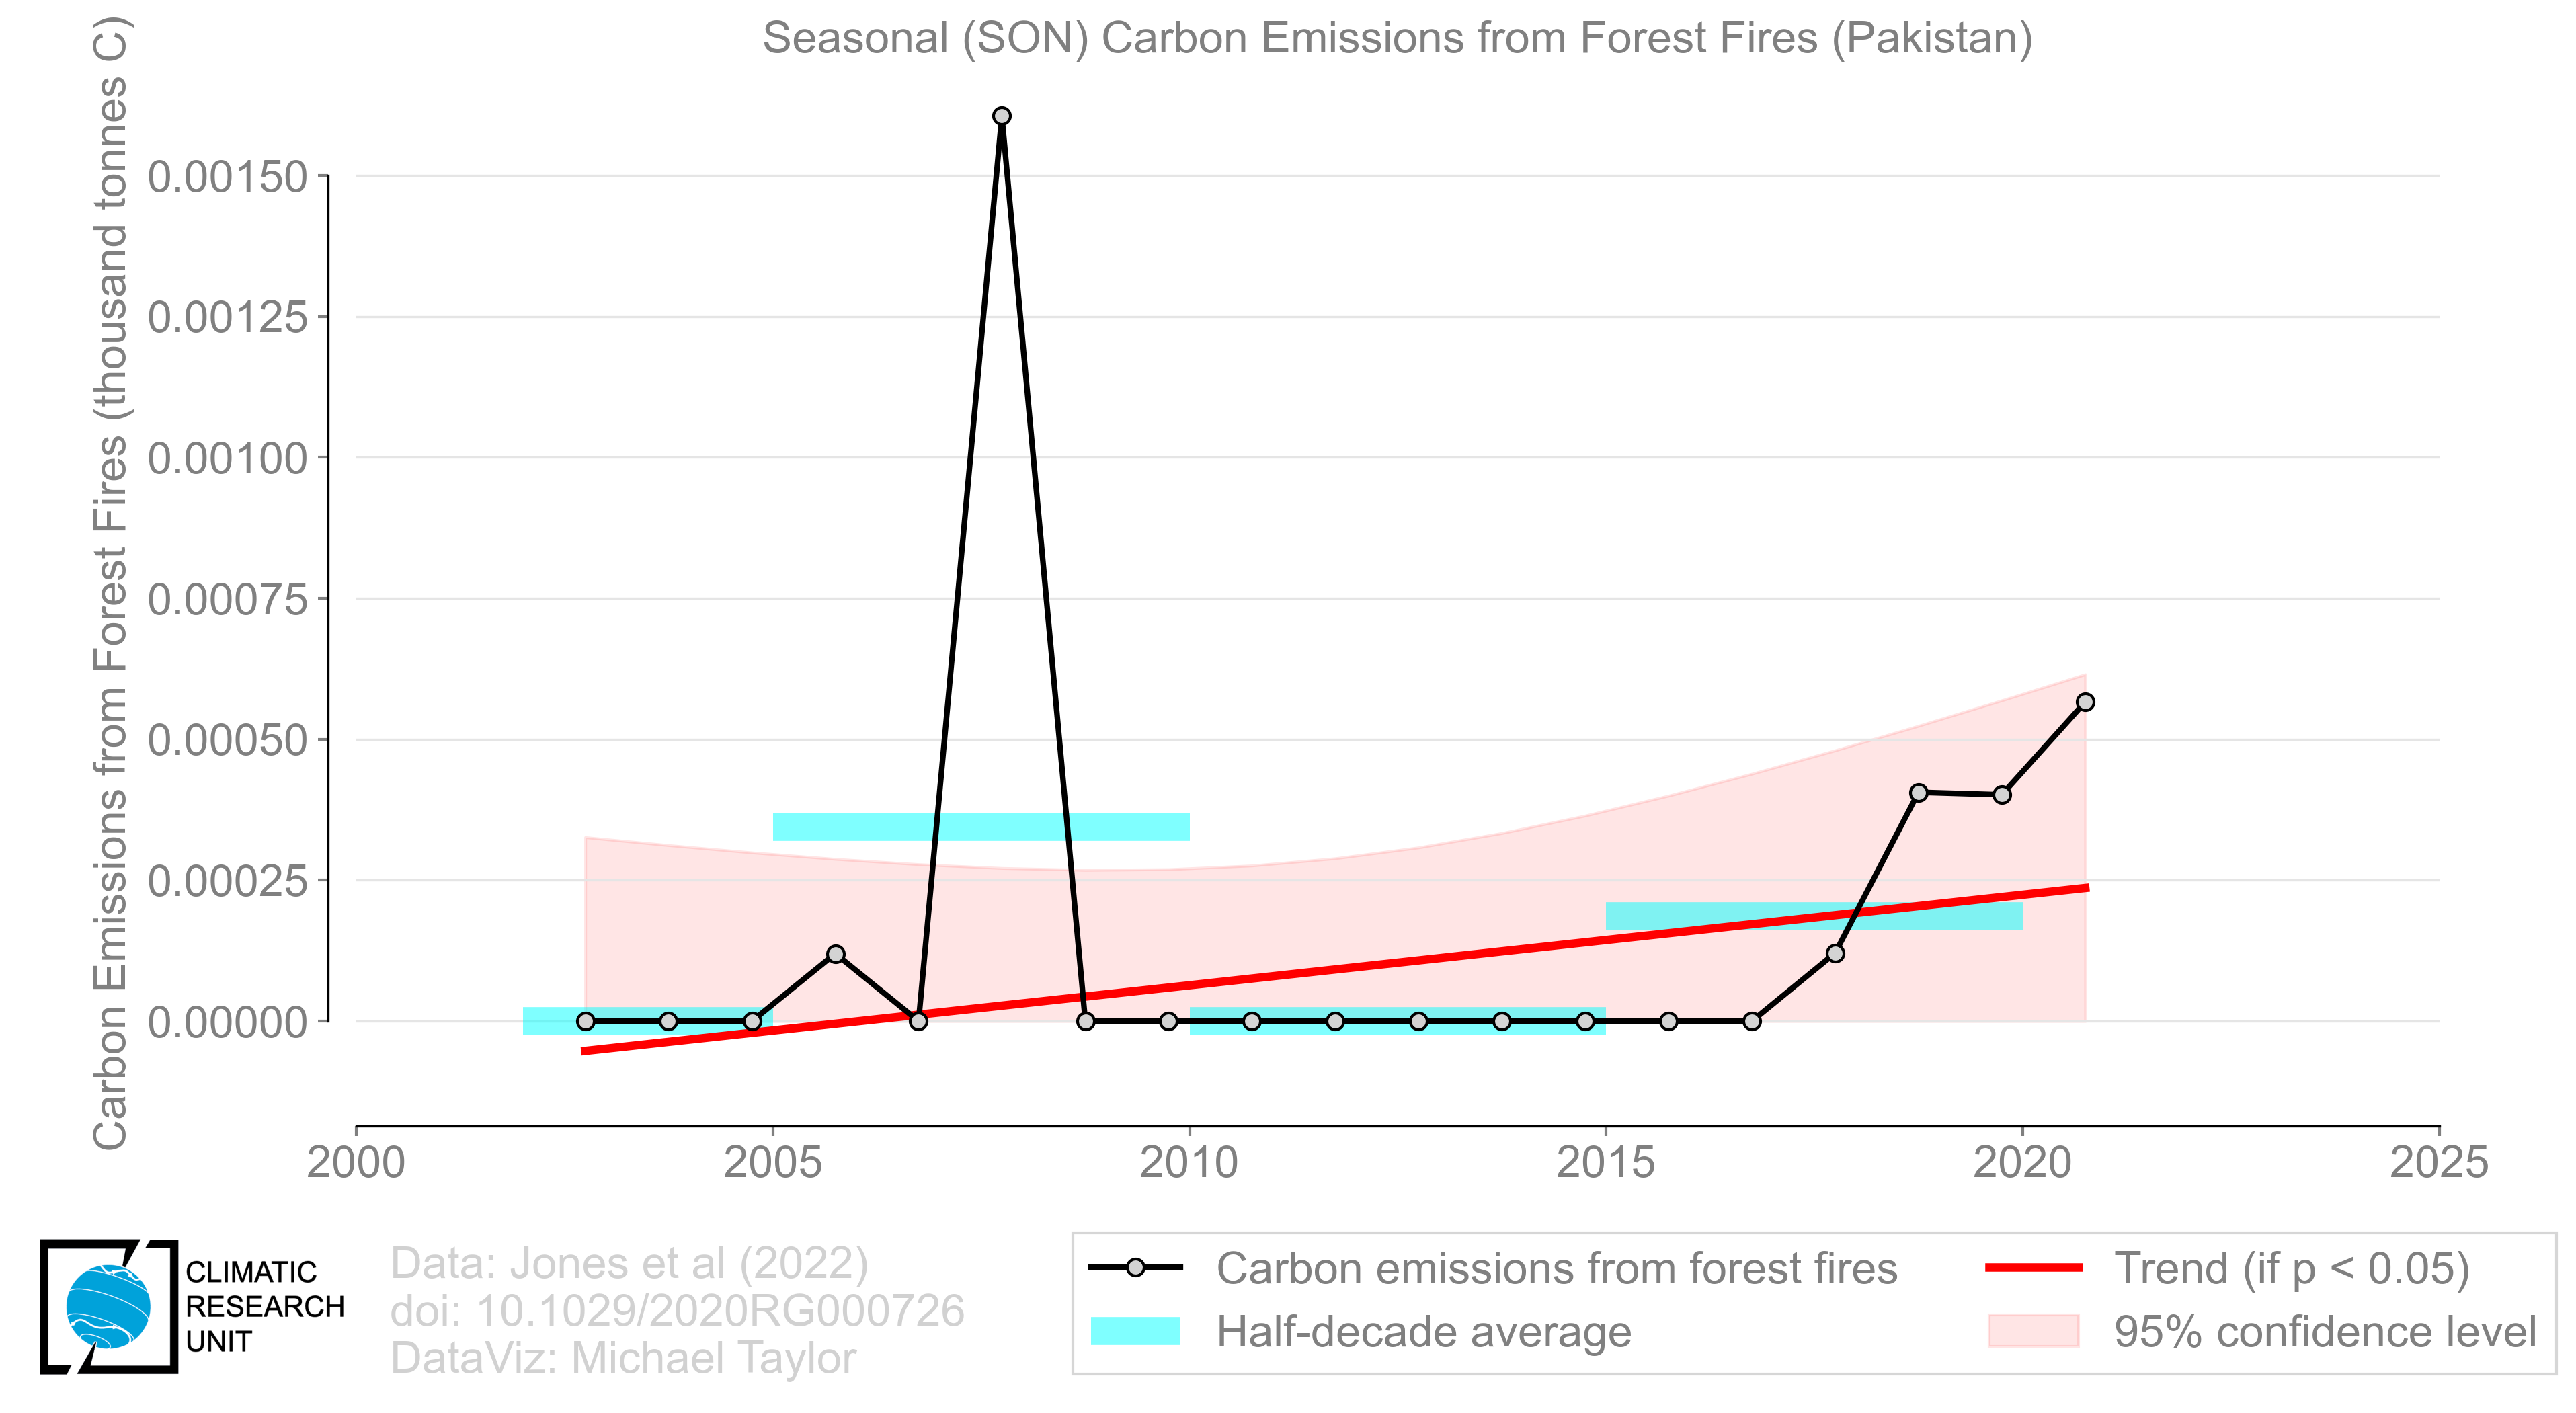 Seasonal (SON) Carbon Emissions from Forest Fires (Pakistan)
Carbon Emissions from Forest Fires (thousand tonnes C)
0.00150
0.00125
0.00100
0.00075
0.00050
0.00025
0.00000
2000 2005 2010 2015 2020 2025
CLIMATIC
RESEARCH
UNIT
Data: Jones et al (2022)
doi: 10.1029/2020RG000726
DataViz: Michael Taylor
Carbon emissions from forest fires
Half-decade average
Trend (if p < 0.05)
95% confidence level